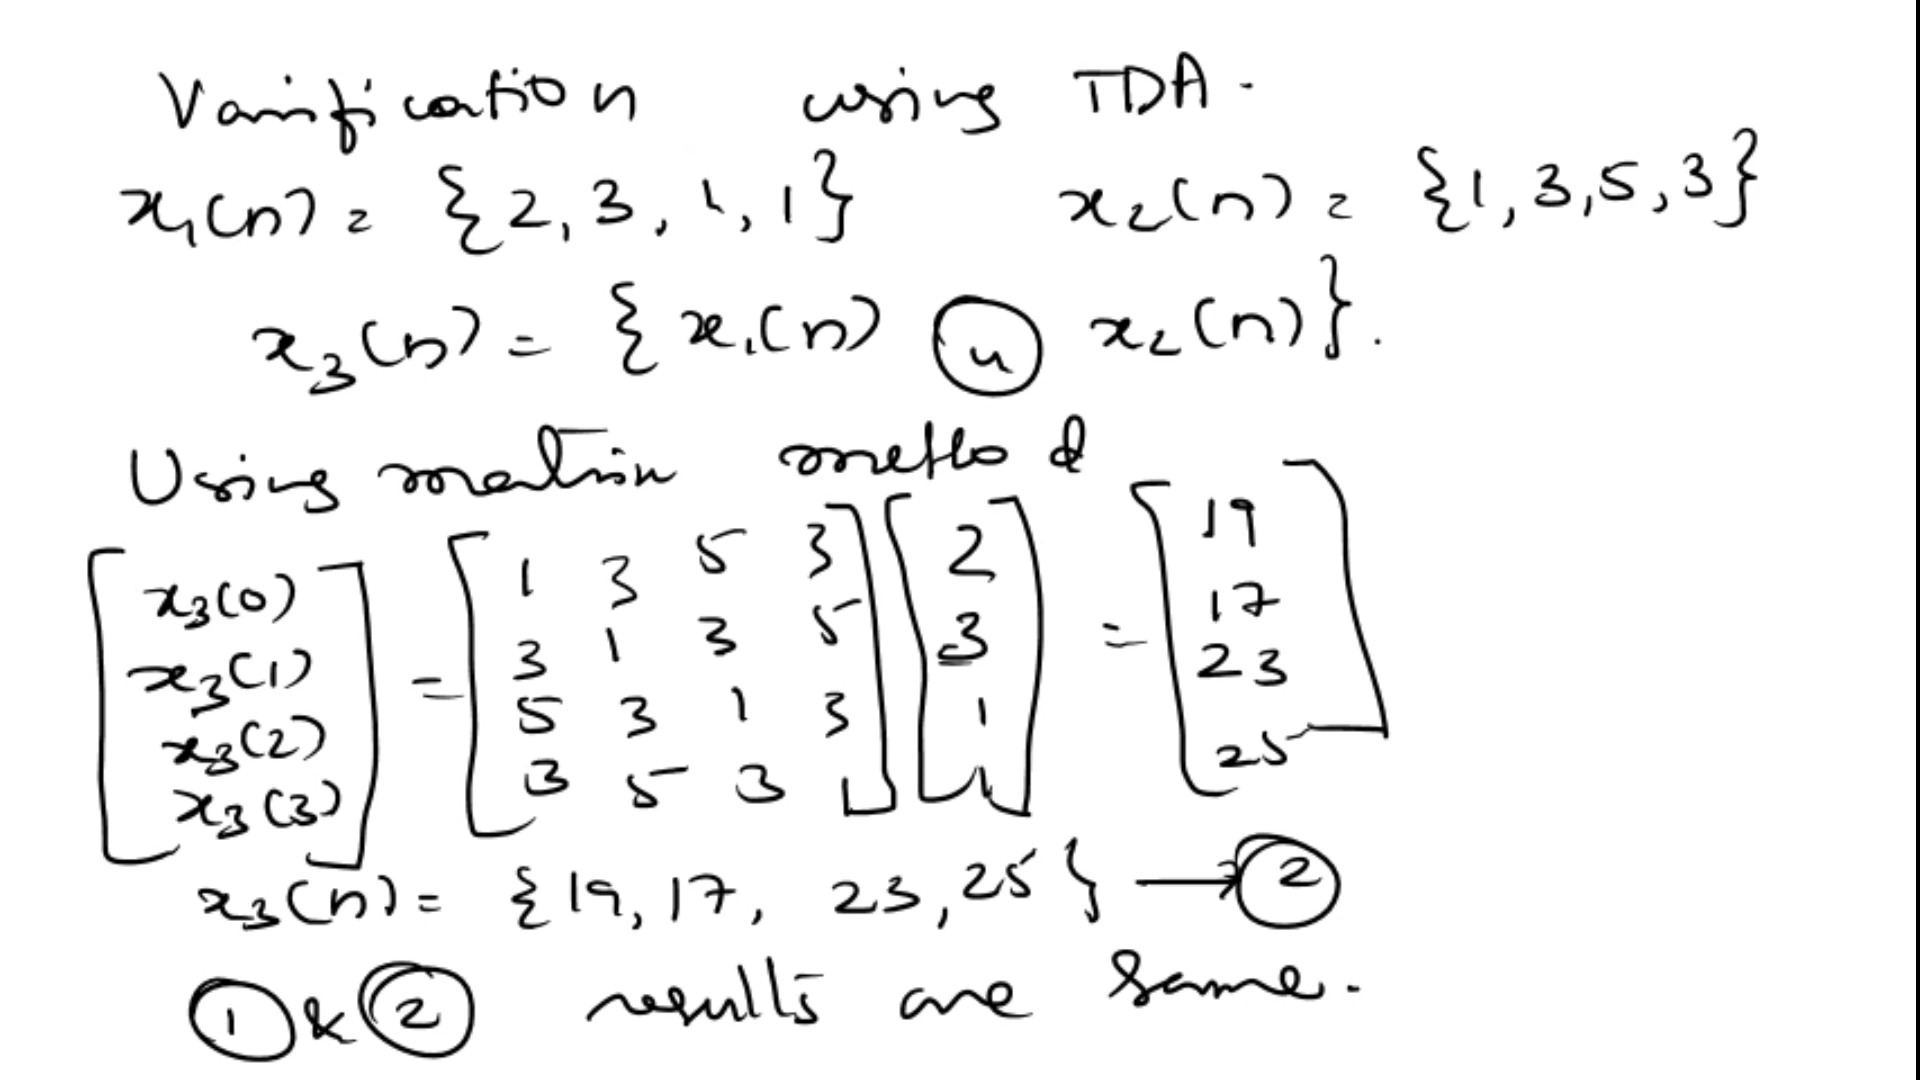 Verification using TDA.
x₁(n) = {2, 3, 1, 1} x₂(n) = {1, 3, 5, 3}
x₃(n) = { x₁(n) ④ x₂(n)}.
Using matrix method
[x₃(0) x₃(1) x₃(2) x₃(3)] = [1 3 5 3; 3 1 3 5; 5 3 1 3; 3 5 3 1] [2 3 1 1] = [19 17 23 25]
x₃(n) = {19, 17, 23, 25} → ②
① & ② results are same.